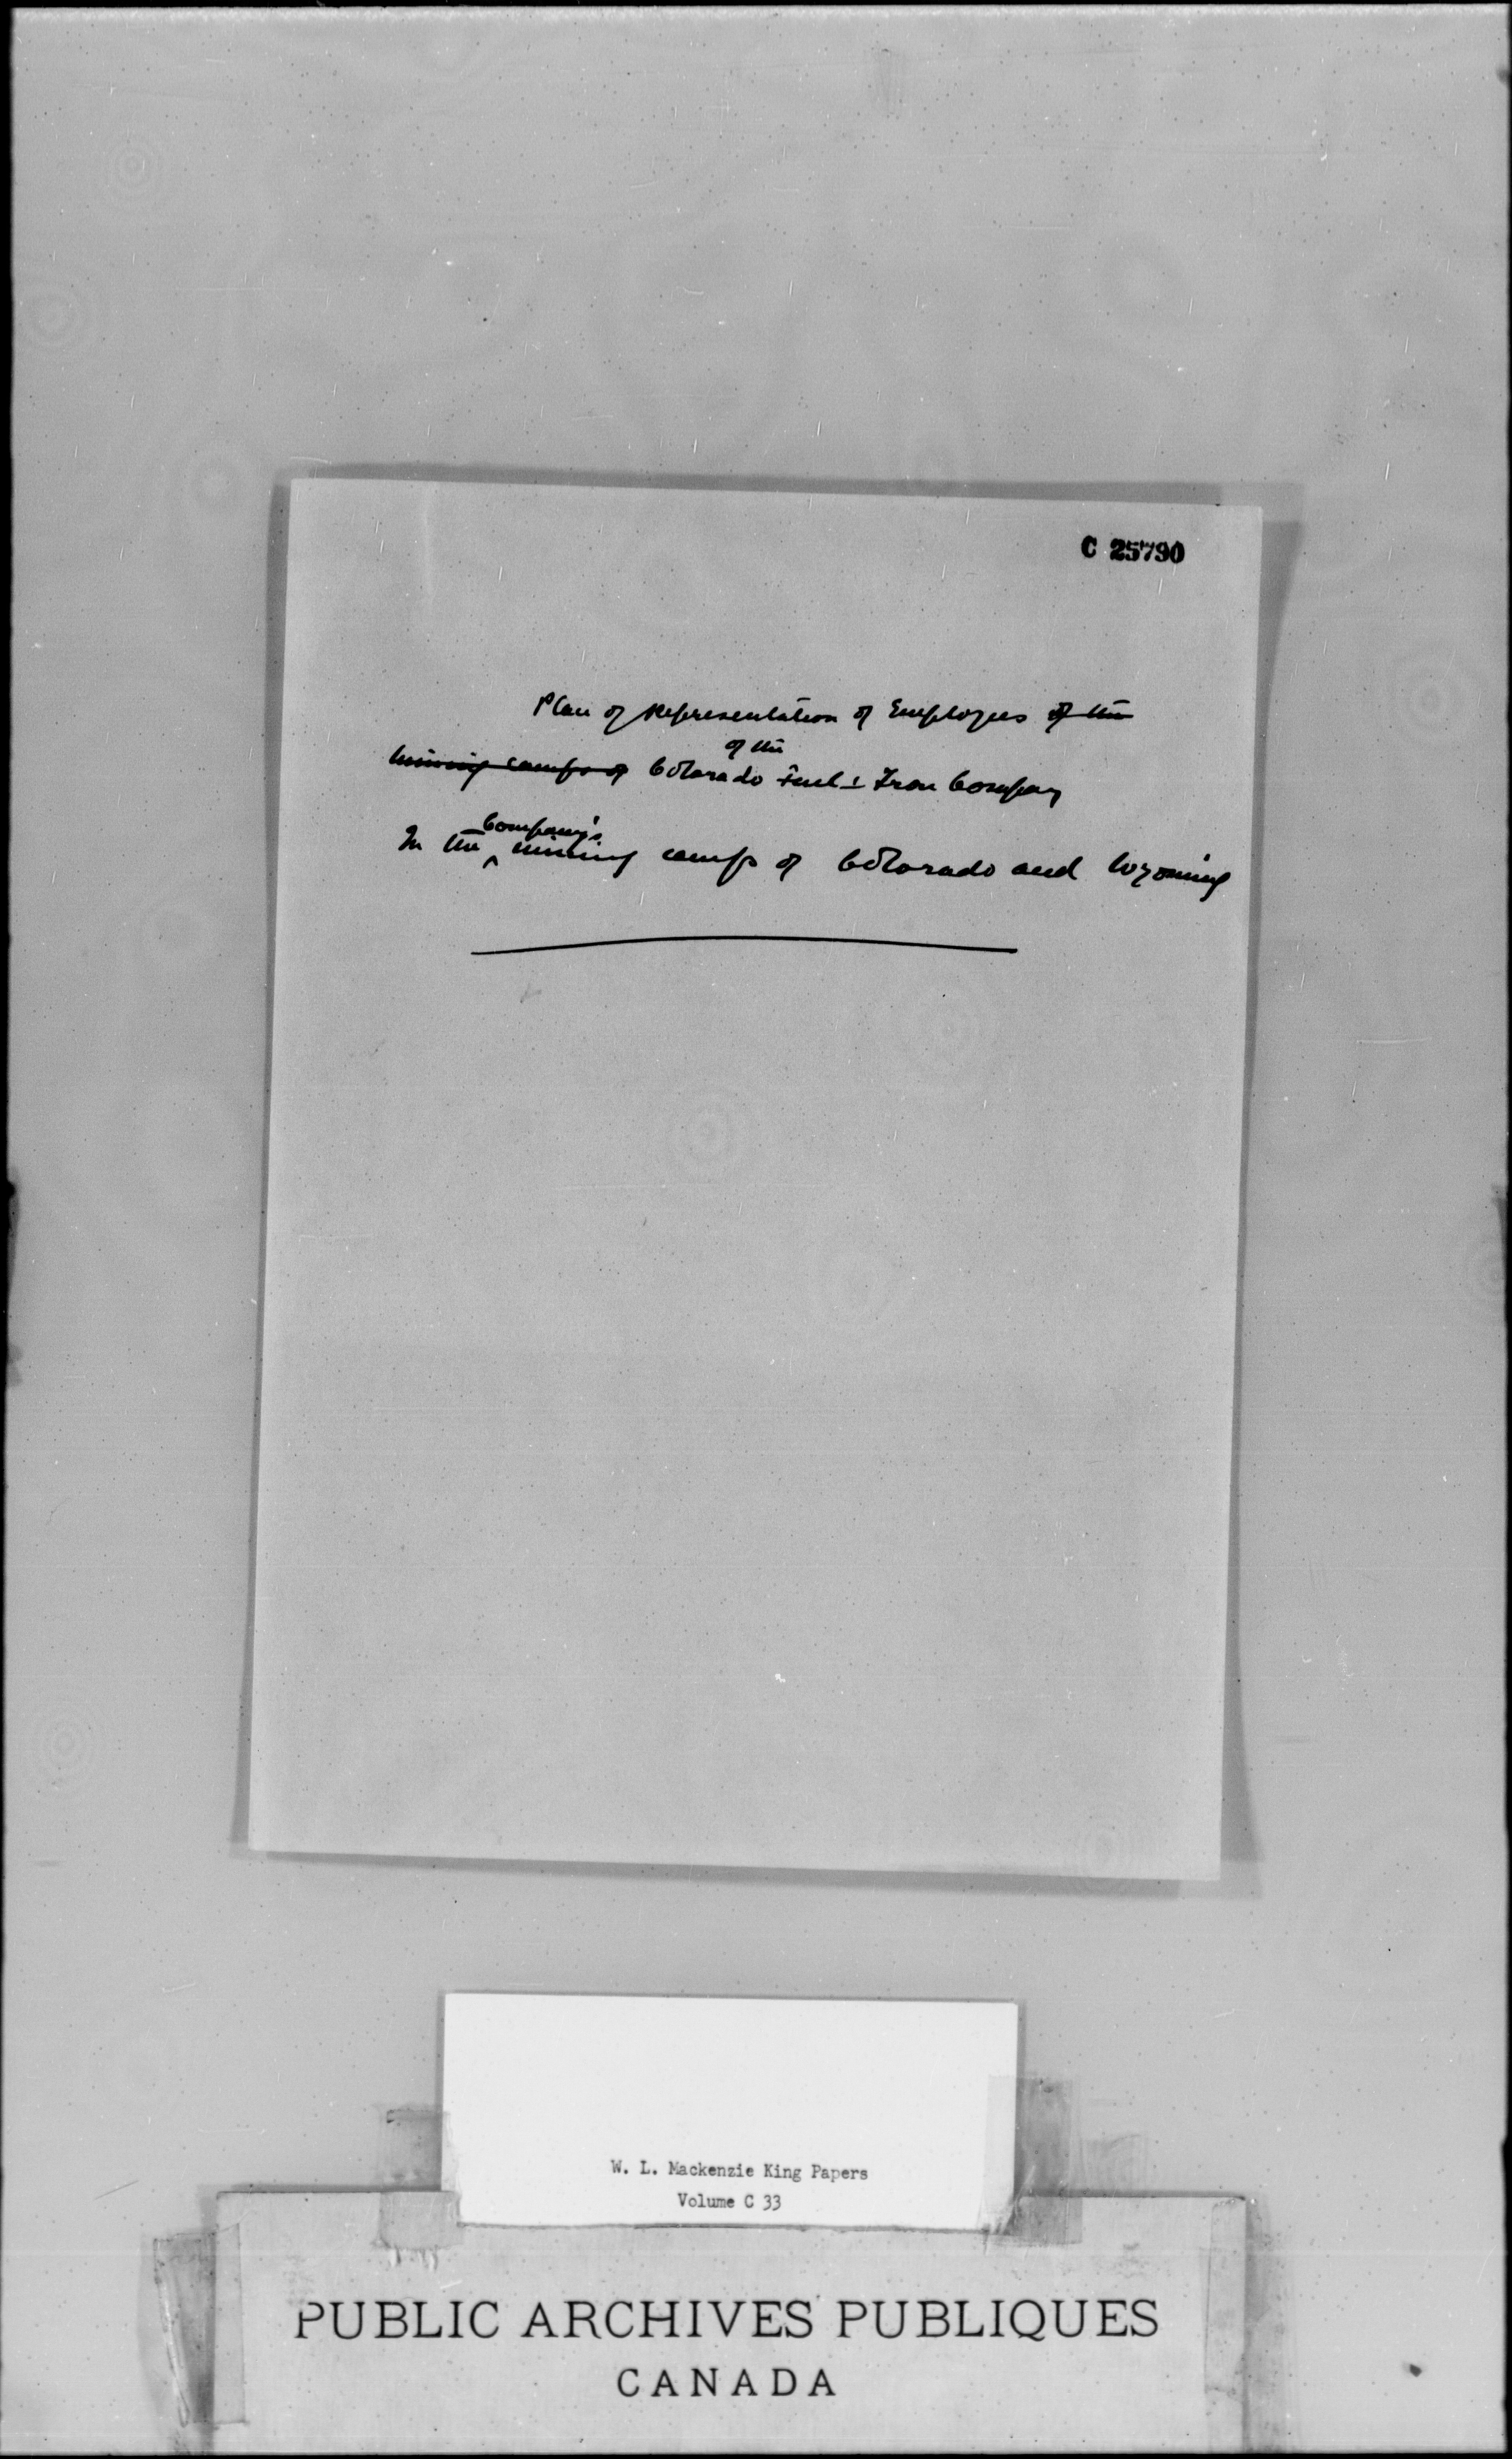 C 25790
Plan of Representation of Employees of the
of the
mining camps of Colorado Fuel & Iron Company
Company's
In the ^ mining camps of Colorado and Wyoming
W. L. Mackenzie King Papers
Volume C 33
PUBLIC ARCHIVES PUBLIQUES
CANADA